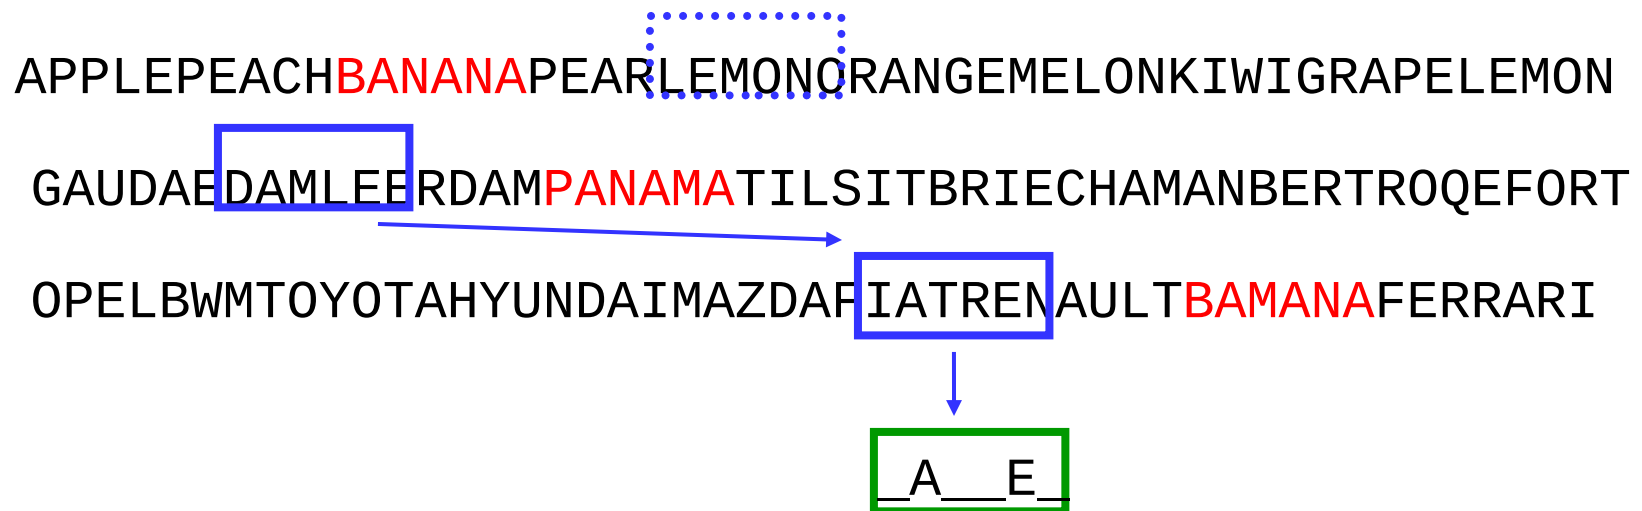 APPLEPEACHBANANAPEARLEMONORANGEMELONKIWIGRAPELEMON
GAUDAEDAMLEERDAMPANAMATILSITBRIECHAMANBERTROQEFORT
OPELBWMTOYOTAHYUNDAIMAZDAFIATRENAULTBAMANAFERRARI
_A__E_